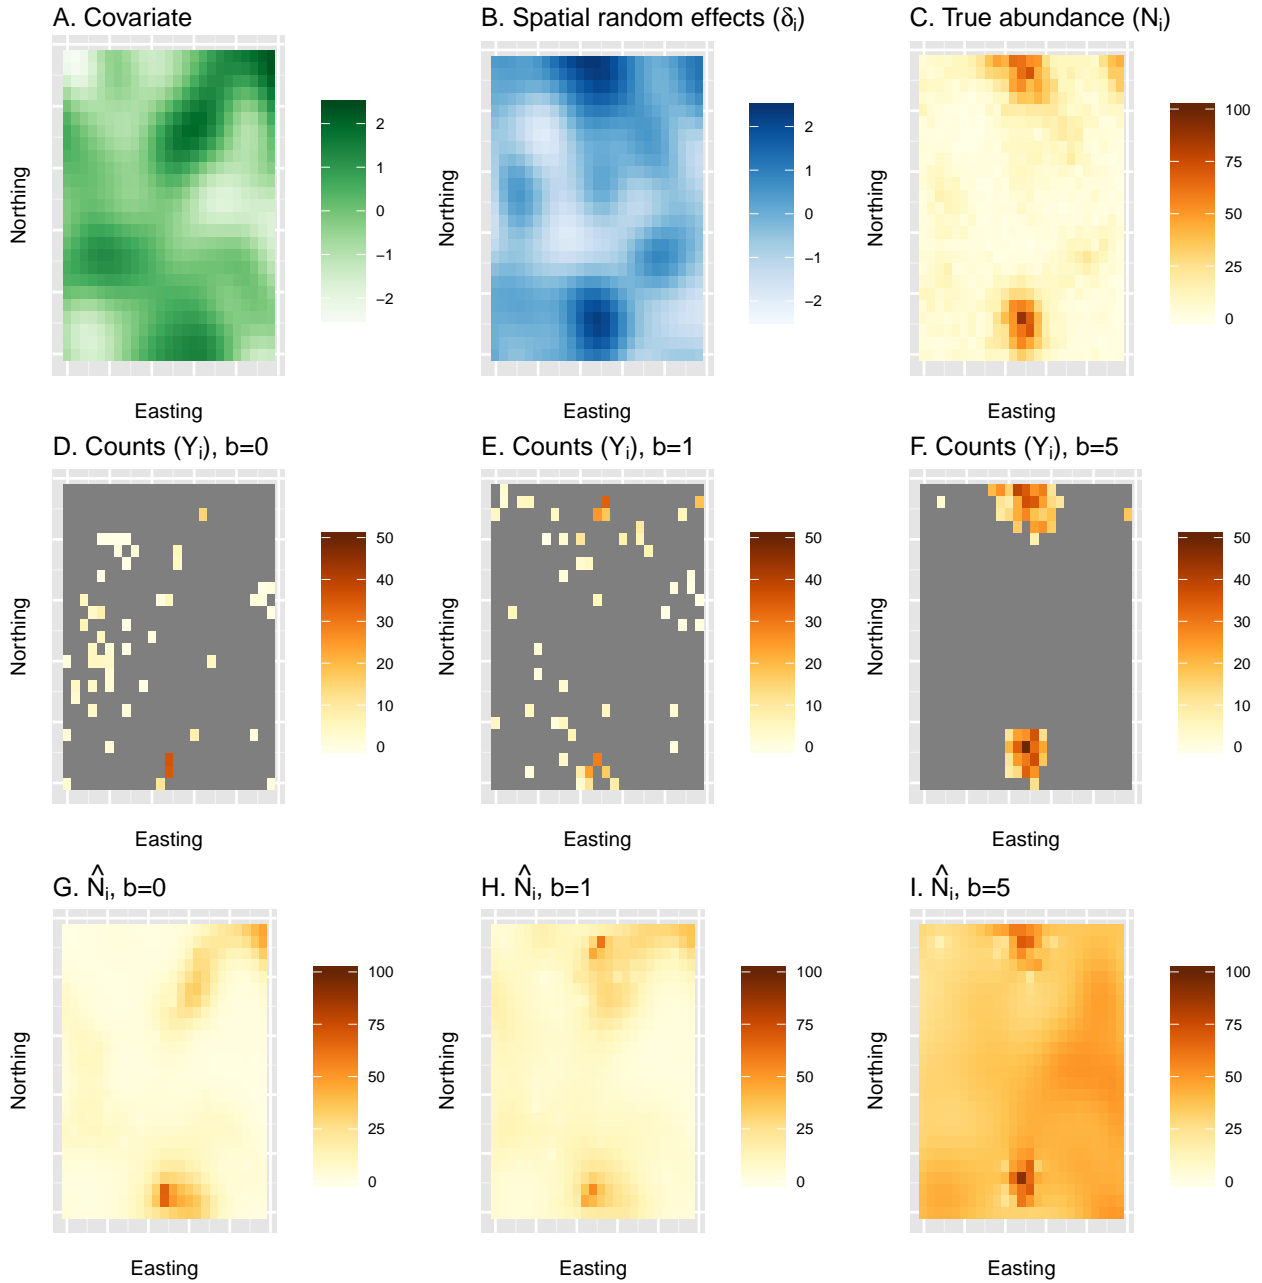 A. Covariate
B. Spatial random effects (δi)
C. True abundance (Ni)
Northing
2
1
0
−1
−2
Easting
Northing
2
1
0
−1
−2
Easting
Northing
100
75
50
25
0
Easting
D. Counts (Yi), b=0
E. Counts (Yi), b=1
F. Counts (Yi), b=5
Northing
50
40
30
20
10
0
Easting
Northing
50
40
30
20
10
0
Easting
Northing
50
40
30
20
10
0
Easting
G. N̂i, b=0
H. N̂i, b=1
I. N̂i, b=5
Northing
100
75
50
25
0
Easting
Northing
100
75
50
25
0
Easting
Northing
100
75
50
25
0
Easting